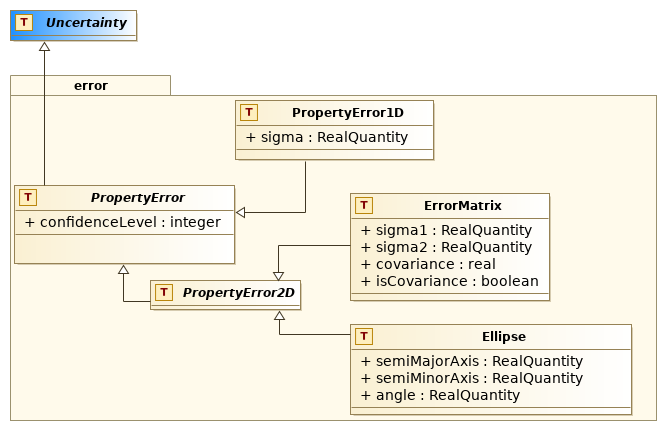 T Uncertainty
error
T PropertyError1D
+ sigma : RealQuantity
T PropertyError
+ confidenceLevel : integer
T ErrorMatrix
+ sigma1 : RealQuantity
+ sigma2 : RealQuantity
+ covariance : real
+ isCovariance : boolean
T PropertyError2D
T Ellipse
+ semiMajorAxis : RealQuantity
+ semiMinorAxis : RealQuantity
+ angle : RealQuantity